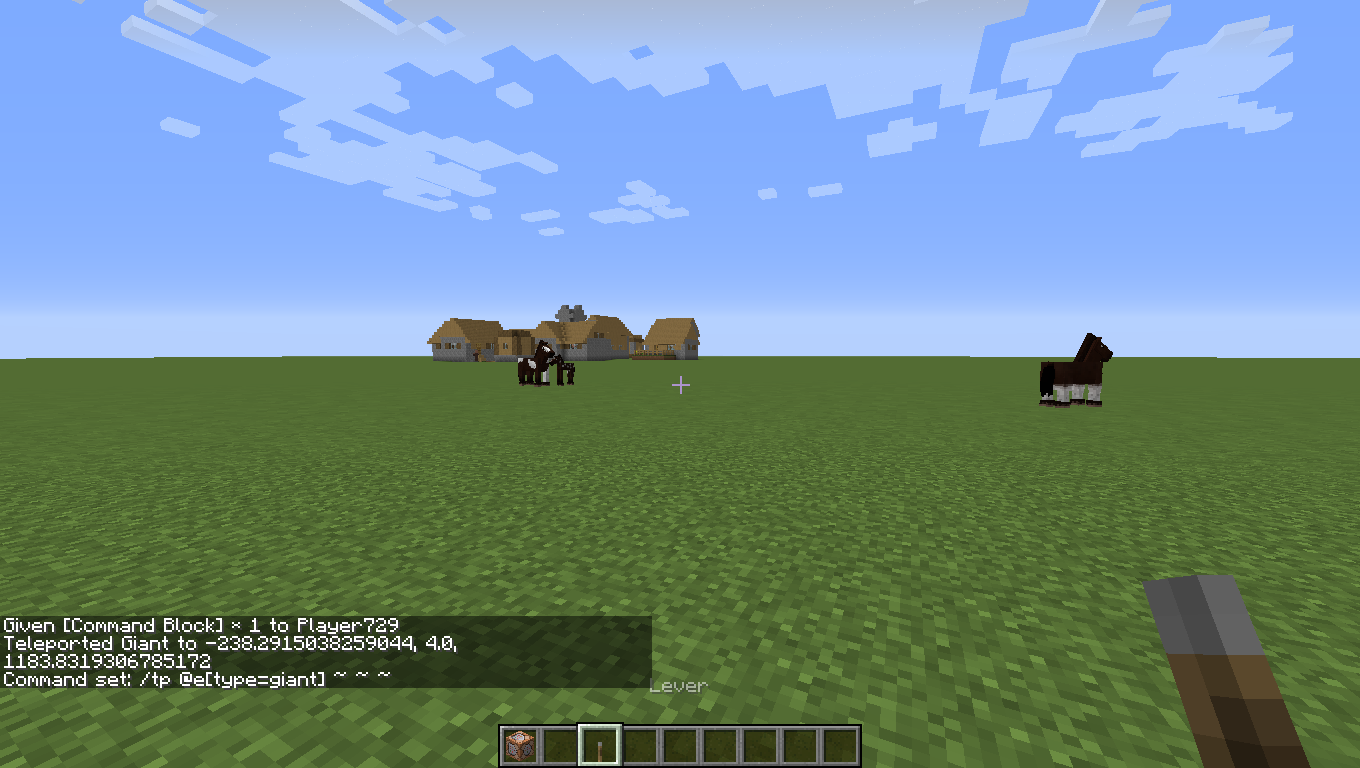 Given [Command Block] × 1 to Player729
Teleported Giant to -238.2915038259044, 4.0,
1183.8319306785172
Command set: /tp @e[type=giant] ~ ~ ~
Lever